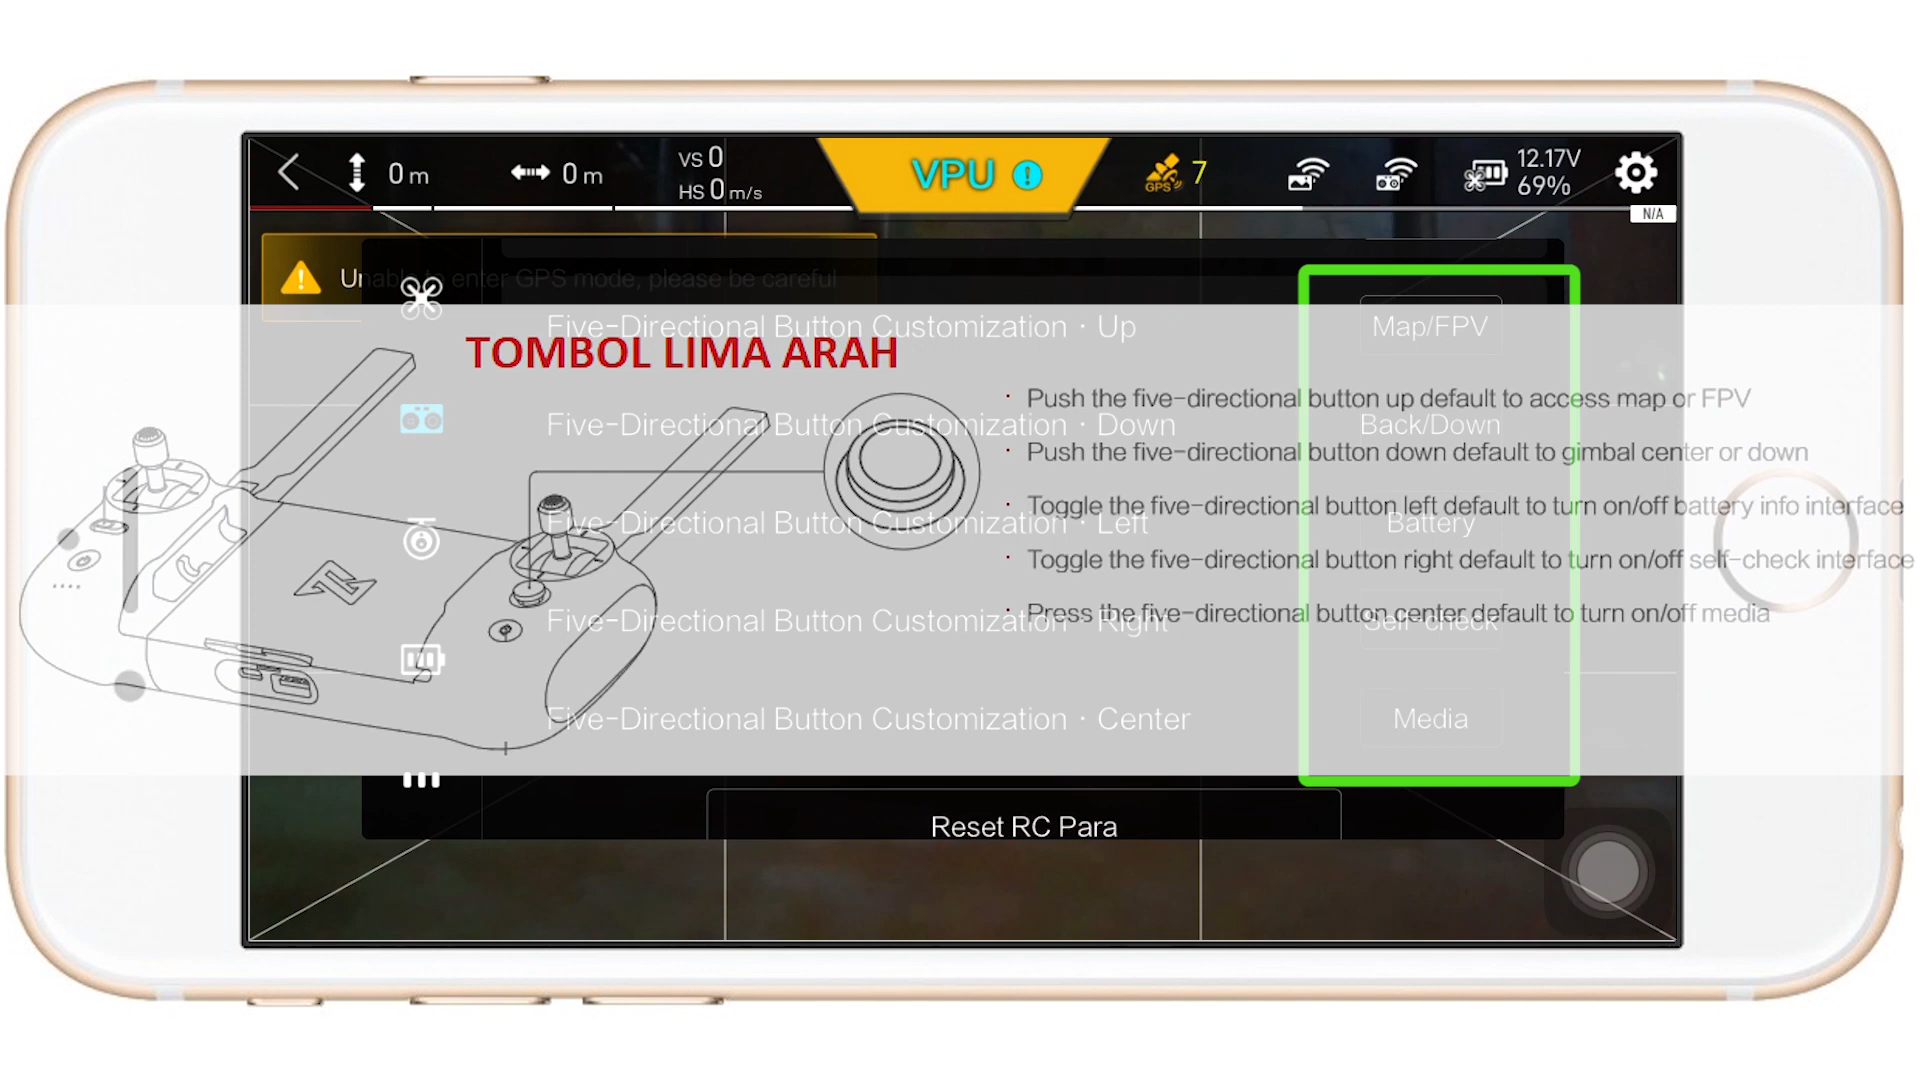 0 m
0 m
VS 0
HS 0 m/s
VPU
GPS 7
12.17V
69%
N/A
Unable to enter GPS mode, please be careful
Five-Directional Button Customization · Up
Map/FPV
TOMBOL LIMA ARAH
· Push the five-directional button up default to access map or FPV
Five-Directional Button Customization · Down
Back/Down
· Push the five-directional button down default to gimbal center or down
· Toggle the five-directional button left default to turn on/off battery info interface
Five-Directional Button Customization · Left
Battery
· Toggle the five-directional button right default to turn on/off self-check interface
· Press the five-directional button center default to turn on/off media
Five-Directional Button Customization · Right
Self-check
Five-Directional Button Customization · Center
Media
Reset RC Para